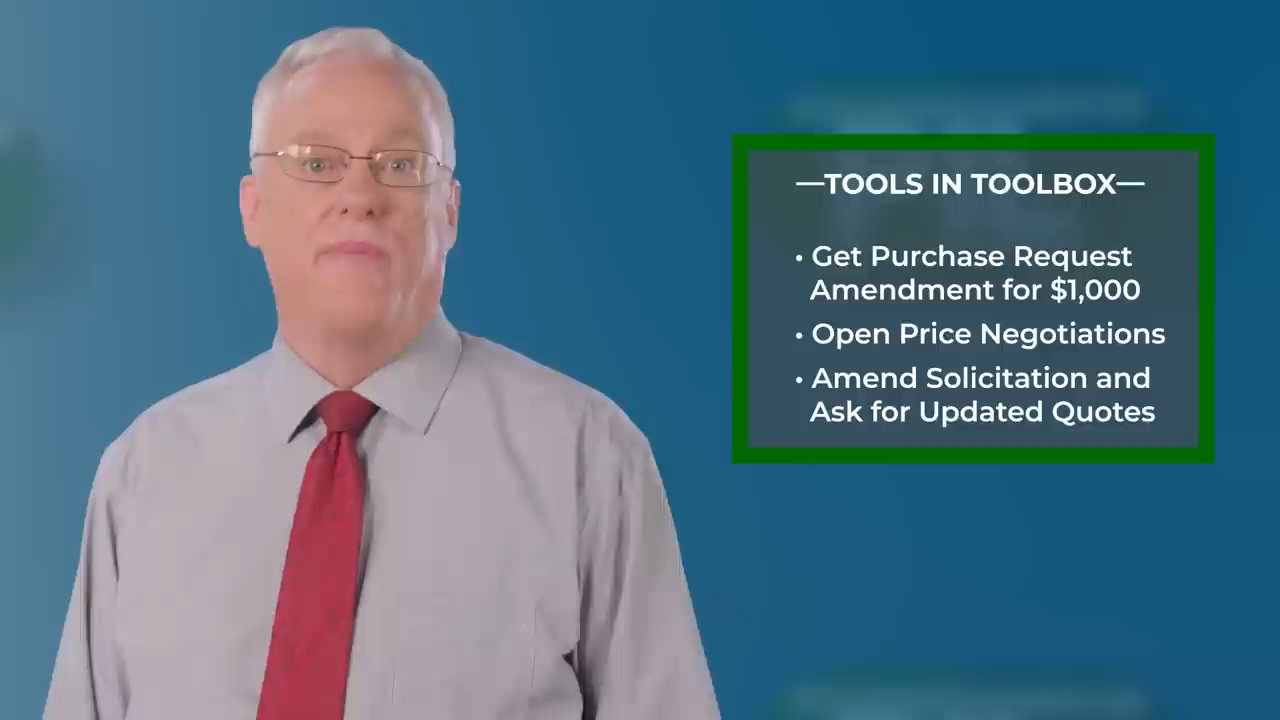 —TOOLS IN TOOLBOX—
• Get Purchase Request
Amendment for $1,000
• Open Price Negotiations
• Amend Solicitation and
Ask for Updated Quotes